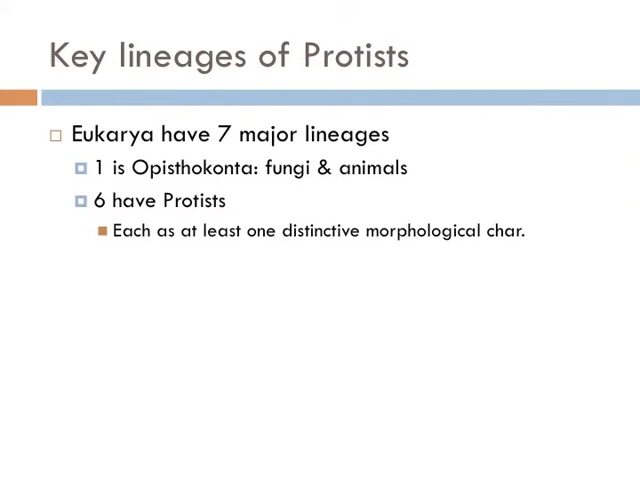 Key lineages of Protists
Eukarya have 7 major lineages
1 is Opisthokonta: fungi & animals
6 have Protists
Each as at least one distinctive morphological char.